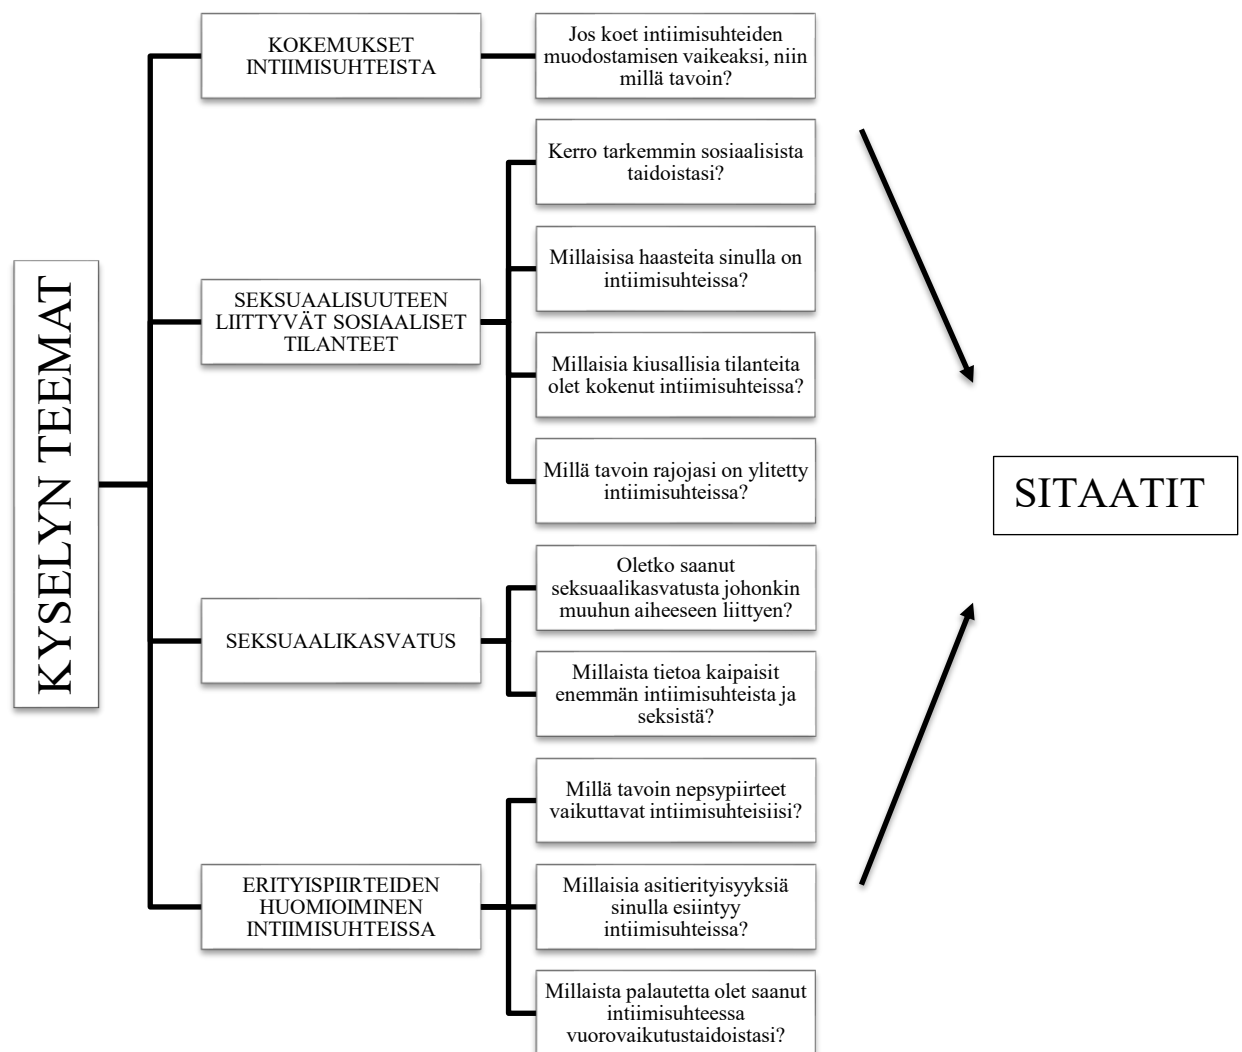 KYSELYN TEEMAT
KOKEMUKSET
INTIIMISUHTEISTA
Jos koet intiimisuhteiden
muodostamisen vaikeaksi, niin
millä tavoin?
SEKSUAALISUUTEEN
LIITTYVÄT SOSIAALISET
TILANTEET
Kerro tarkemmin sosiaalisista
taidoistasi?
Millaisisa haasteita sinulla on
intiimisuhteissa?
Millaisia kiusallisia tilanteita
olet kokenut intiimisuhteissa?
Millä tavoin rajojasi on ylitetty
intiimisuhteissa?
SEKSUAALIKASVATUS
Oletko saanut
seksuaalikasvatusta johonkin
muuhun aiheeseen liittyen?
Millaista tietoa kaipaisit
enemmän intiimisuhteista ja
seksistä?
ERITYISPIIRTEIDEN
HUOMIOIMINEN
INTIIMISUHTEISSA
Millä tavoin nepsypiirteet
vaikuttavat intiimisuhteisiisi?
Millaisia asitierityisyyksiä
sinulla esiintyy
intiimisuhteissa?
Millaista palautetta olet saanut
intiimisuhteessa
vuorovaikutustaidoistasi?
SITAATIT